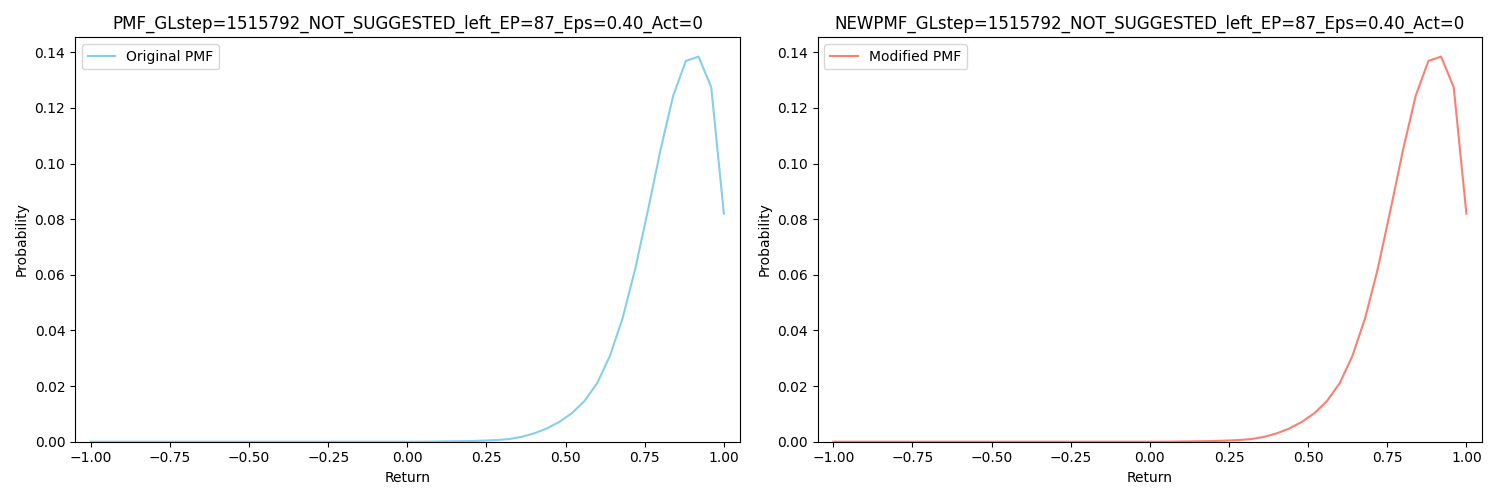 PMF_GLstep=1515792_NOT_SUGGESTED_left_EP=87_Eps=0.40_Act=0
Original PMF
0.14
0.12
0.10
0.08
0.06
0.04
0.02
0.00
Probability
−1.00 −0.75 −0.50 −0.25 0.00 0.25 0.50 0.75 1.00
Return
NEWPMF_GLstep=1515792_NOT_SUGGESTED_left_EP=87_Eps=0.40_Act=0
Modified PMF
0.14
0.12
0.10
0.08
0.06
0.04
0.02
0.00
Probability
−1.00 −0.75 −0.50 −0.25 0.00 0.25 0.50 0.75 1.00
Return